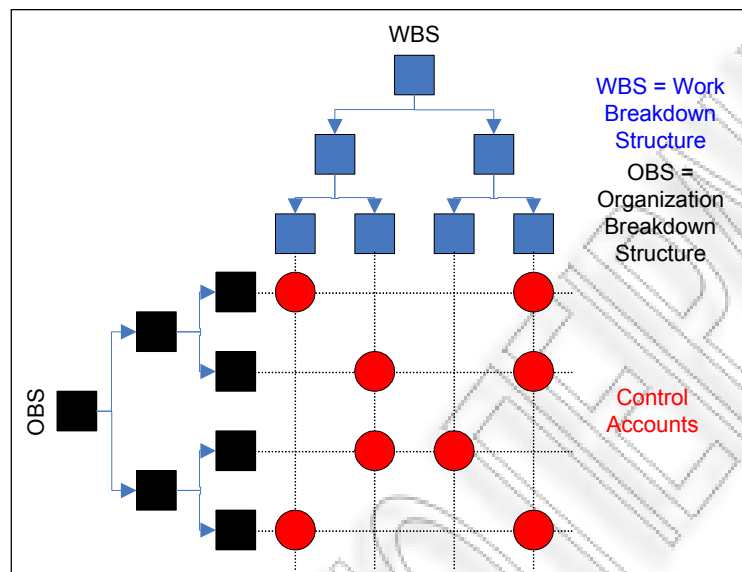 WBS
WBS = Work
Breakdown
Structure
OBS =
Organization
Breakdown
Structure
OBS
Control
Accounts